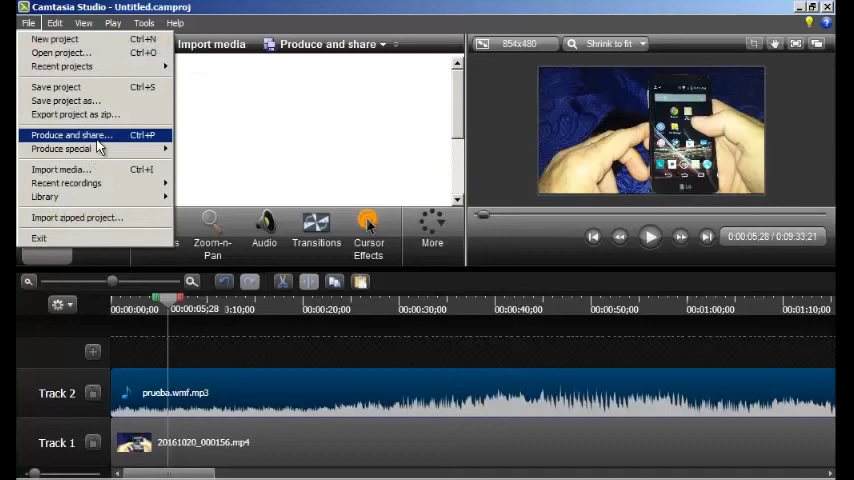 Camtasia Studio - Untitled.camproj
File Edit View Play Tools Help
New project Ctrl+N
Open project... Ctrl+O
Recent projects
Save project Ctrl+S
Save project as...
Export project as zip...
Produce and share... Ctrl+P
Produce special
Import media... Ctrl+I
Recent recordings
Library
Import zipped project...
Exit
Import media Produce and share
854x480 Shrink to fit
LG
Zoom-n-Pan
Audio
Transitions
Cursor Effects
More
0:00:05;28 / 0:09:33;21
00:00:00;00 00:00:05;28 0:10;00 00:00:20;00 00:00:30;00 00:00:40;00 00:00:50;00 00:01:00;00 00:01:10;00
Track 2 prueba.wmf.mp3
Track 1 20161020_000156.mp4